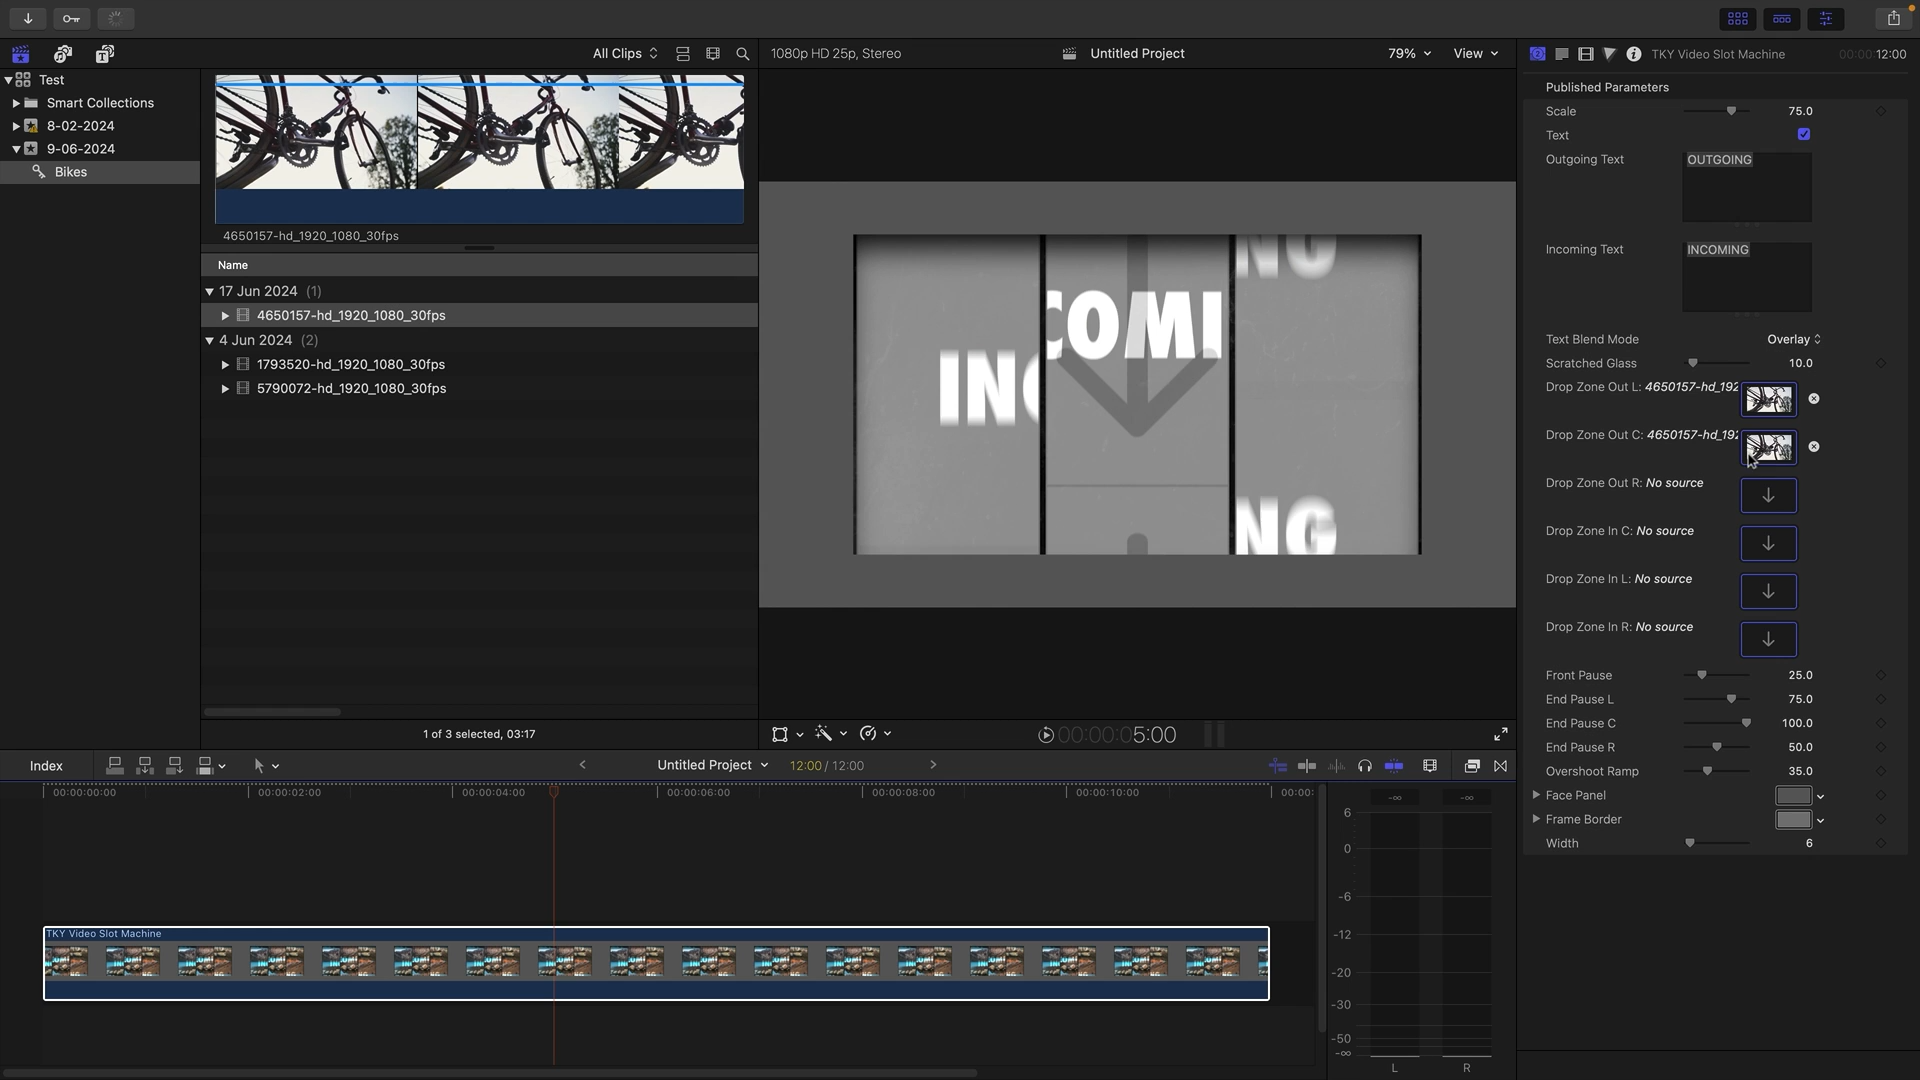 All Clips
1080p HD 25p, Stereo
Untitled Project
79%
View
TKY Video Slot Machine
00:00:12:00
Test
Smart Collections
8-02-2024
9-06-2024
Bikes
4650157-hd_1920_1080_30fps
Name
17 Jun 2024 (1)
4650157-hd_1920_1080_30fps
4 Jun 2024 (2)
1793520-hd_1920_1080_30fps
5790072-hd_1920_1080_30fps
1 of 3 selected, 03:17
NG
COMI
INC
NG
00:00:00:05:00
Published Parameters
Scale 75.0
Text
Outgoing Text OUTGOING
Incoming Text INCOMING
Text Blend Mode Overlay
Scratched Glass 10.0
Drop Zone Out L: 4650157-hd_192
Drop Zone Out C: 4650157-hd_192
Drop Zone Out R: No source
Drop Zone In C: No source
Drop Zone In L: No source
Drop Zone In R: No source
Front Pause 25.0
End Pause L 75.0
End Pause C 100.0
End Pause R 50.0
Overshoot Ramp 35.0
Face Panel
Frame Border
Width 6
Index
Untitled Project
12:00 / 12:00
00:00:00:00
00:00:02:00
00:00:04:00
00:00:06:00
00:00:08:00
00:00:10:00
00:00:
TKY Video Slot Machine
-∞ -∞
6
0
-6
-12
-20
-30
-50
-∞
L R